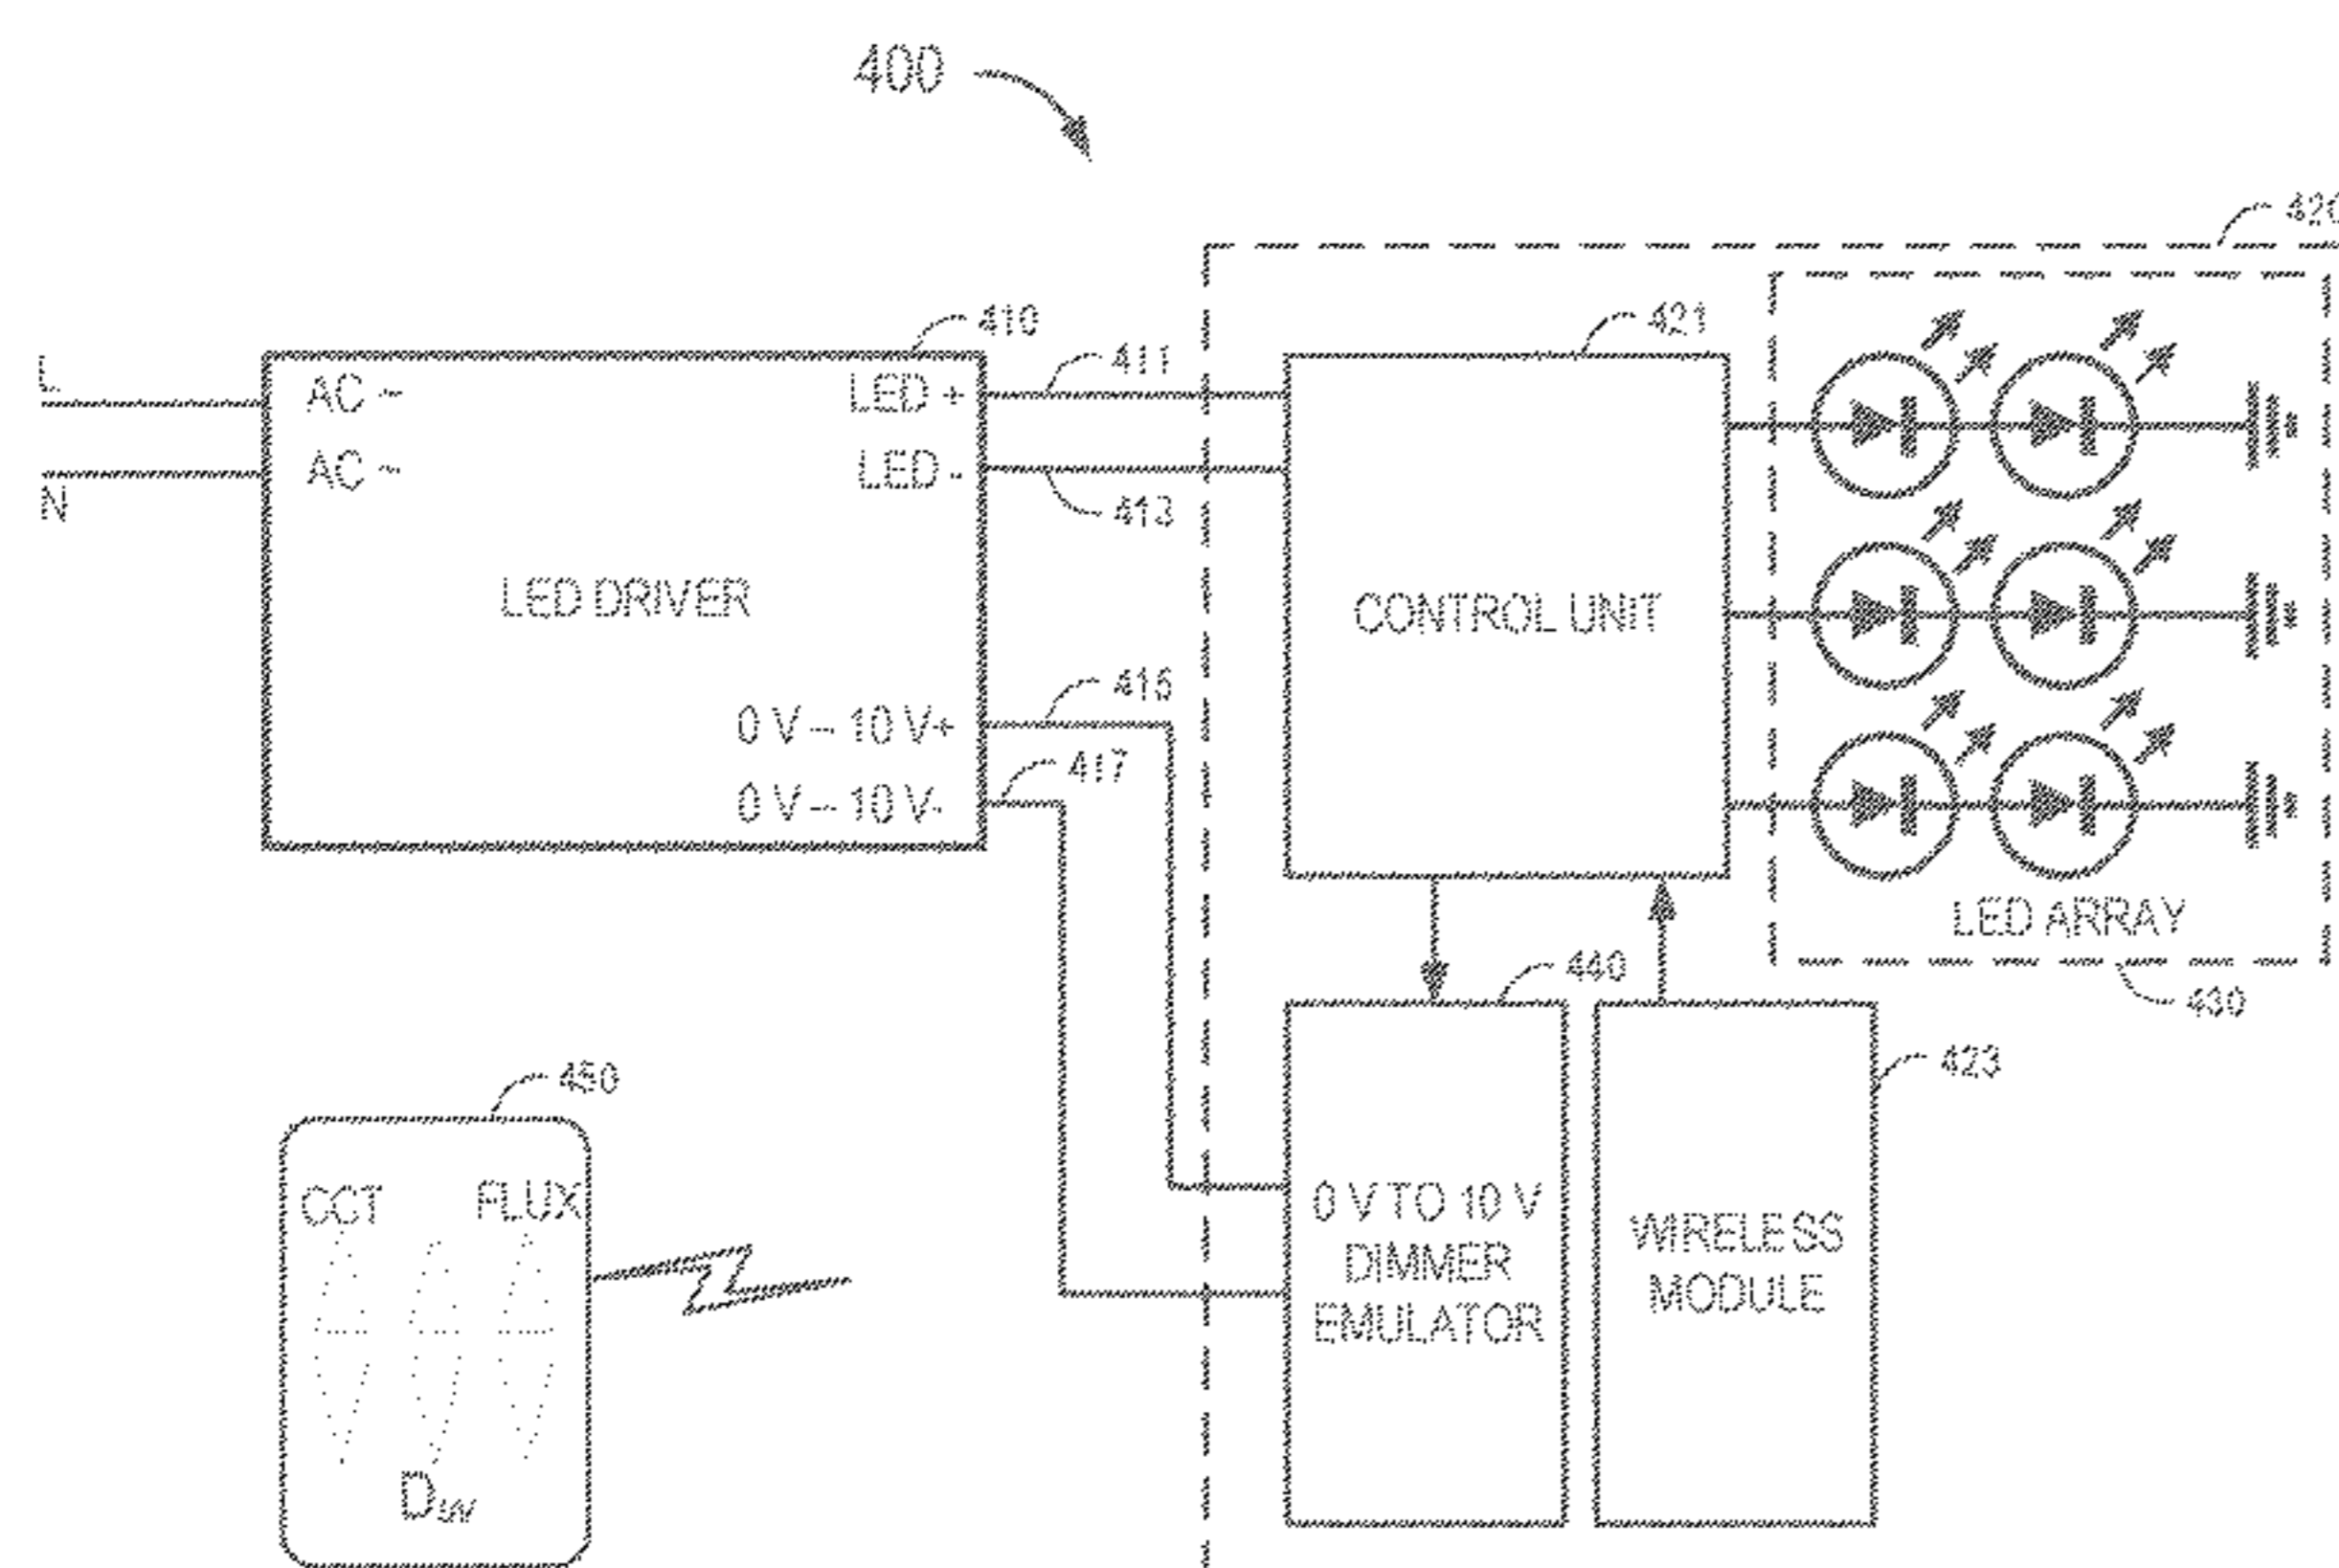 400
420
410
421
411
L
AC ~
LED +
AC ~
LED -
N
413
LED DRIVER
CONTROL UNIT
415
0 V – 10 V+
417
0 V – 10 V-
LED ARRAY
440
430
423
450
CCT
FLUX
0 V TO 10 V
DIMMER
EMULATOR
WIRELESS
MODULE
Duv